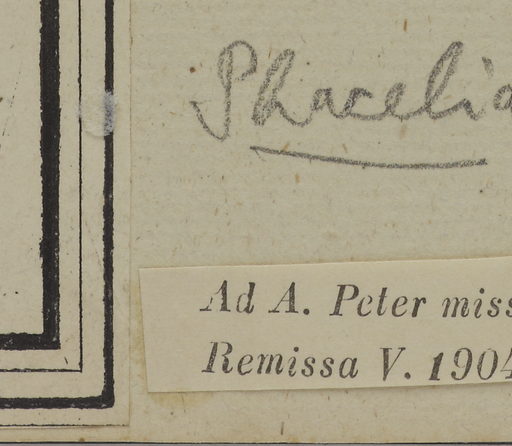 Phacelia
Ad A. Peter miss
Remissa V. 1904